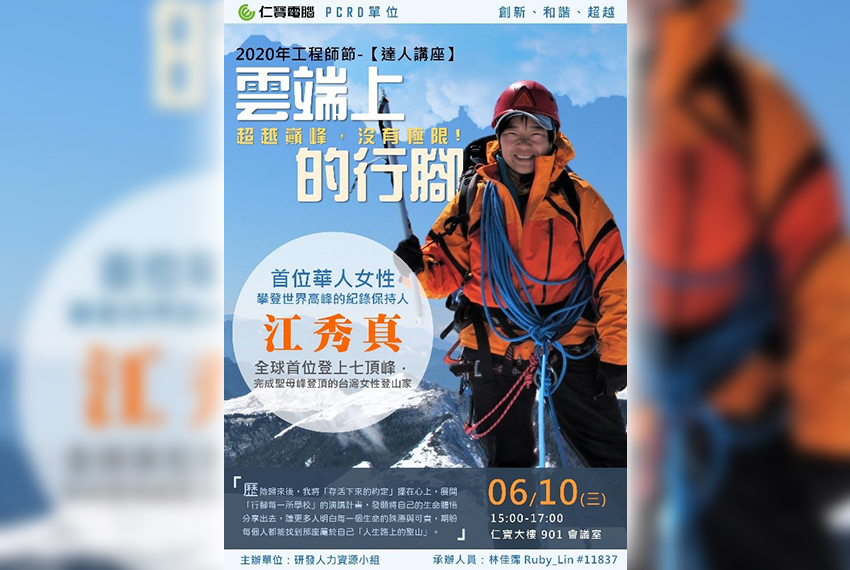 仁寶電腦 PCRD單位
創新、和諧、超越
2020年工程師節-【達人講座】
雲端上
超越巔峰，沒有極限！
的行腳
首位華人女性
攀登世界高峰的紀錄保持人
江秀真
全球首位登上七頂峰，
完成聖母峰登頂的台灣女性登山家
「歷險歸來後，我將「存活下來的約定」擺在心上，展開
「行腳每一所學校」的演講計畫，發願將自己的生命體悟
分享出去，讓更多人明白每一個生命的殊勝與可貴，期盼
每個人都能找到那座屬於自己「人生路上的聖山」。」
06/10(三)
15:00-17:00
仁寶大樓 901 會議室
主辦單位：研發人力資源小組
承辦人員：林佳霈 Ruby_Lin #11837